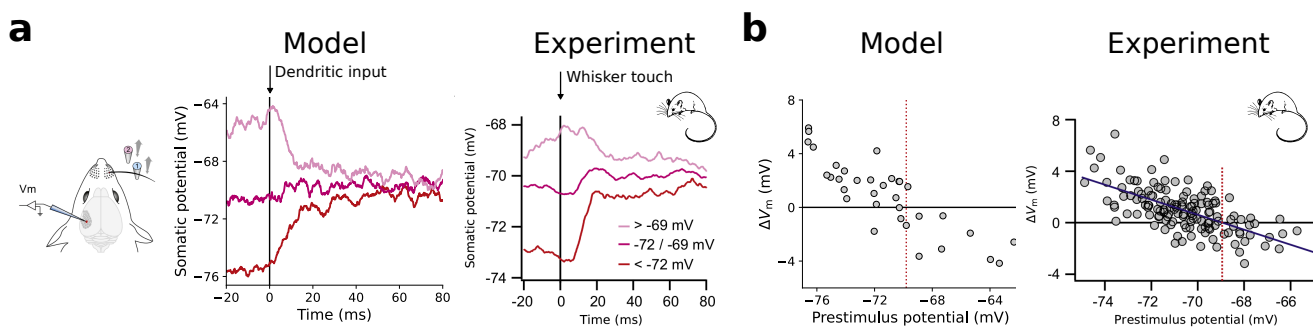 a
Model
Experiment
b
Model
Experiment
Dendritic input
Whisker touch
Vm
2
1
Somatic potential (mV)
−64
−68
−72
−76
−20
0
20
40
60
80
Time (ms)
Somatic potential (mV)
-68
-70
-72
-74
> -69 mV
-72 / -69 mV
< -72 mV
-20
0
20
40
60
80
Time (ms)
ΔVm (mV)
8
4
0
−4
−76
−72
−68
−64
Prestimulus potential (mV)
ΔVm (mV)
8
4
0
4
-74
-72
-70
-68
-66
Prestimulus potential (mV)